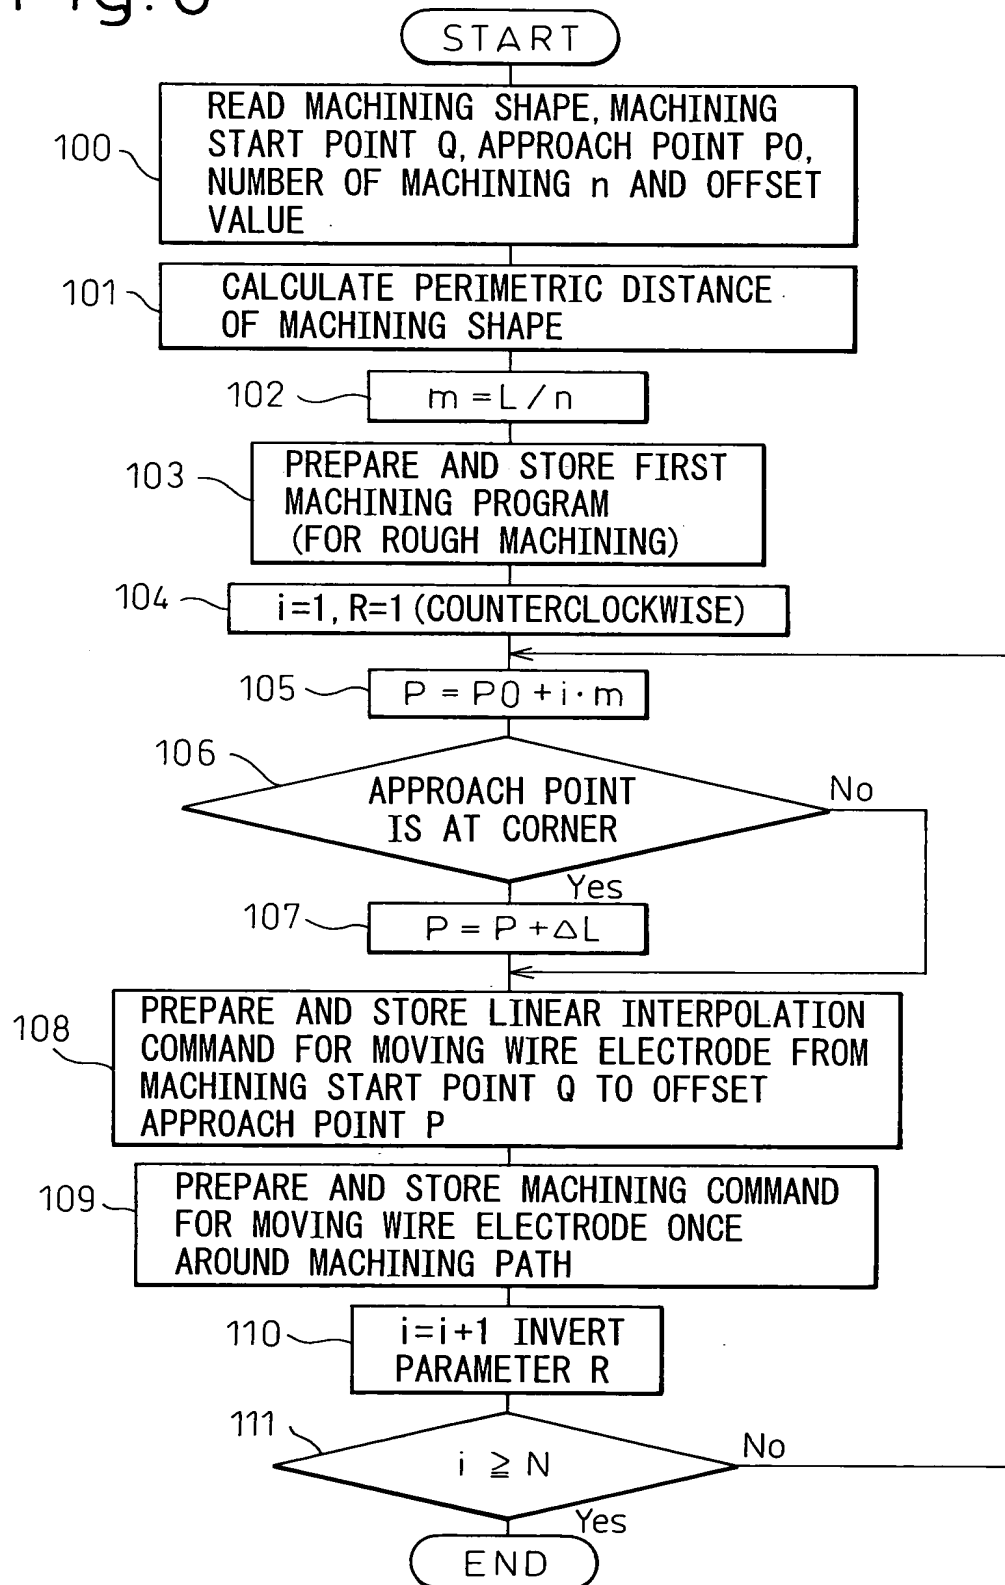 START
100
READ MACHINING SHAPE, MACHINING
START POINT Q, APPROACH POINT PO,
NUMBER OF MACHINING n AND OFFSET
VALUE
101
CALCULATE PERIMETRIC DISTANCE
OF MACHINING SHAPE
102
m = L / n
103
PREPARE AND STORE FIRST
MACHINING PROGRAM
(FOR ROUGH MACHINING)
104
i=1, R=1 (COUNTERCLOCKWISE)
105
P = P0 + i · m
106
APPROACH POINT
IS AT CORNER
No
Yes
107
P = P + ΔL
108
PREPARE AND STORE LINEAR INTERPOLATION
COMMAND FOR MOVING WIRE ELECTRODE FROM
MACHINING START POINT Q TO OFFSET
APPROACH POINT P
109
PREPARE AND STORE MACHINING COMMAND
FOR MOVING WIRE ELECTRODE ONCE
AROUND MACHINING PATH
110
i=i+1 INVERT
PARAMETER R
111
i ≧ N
No
Yes
END